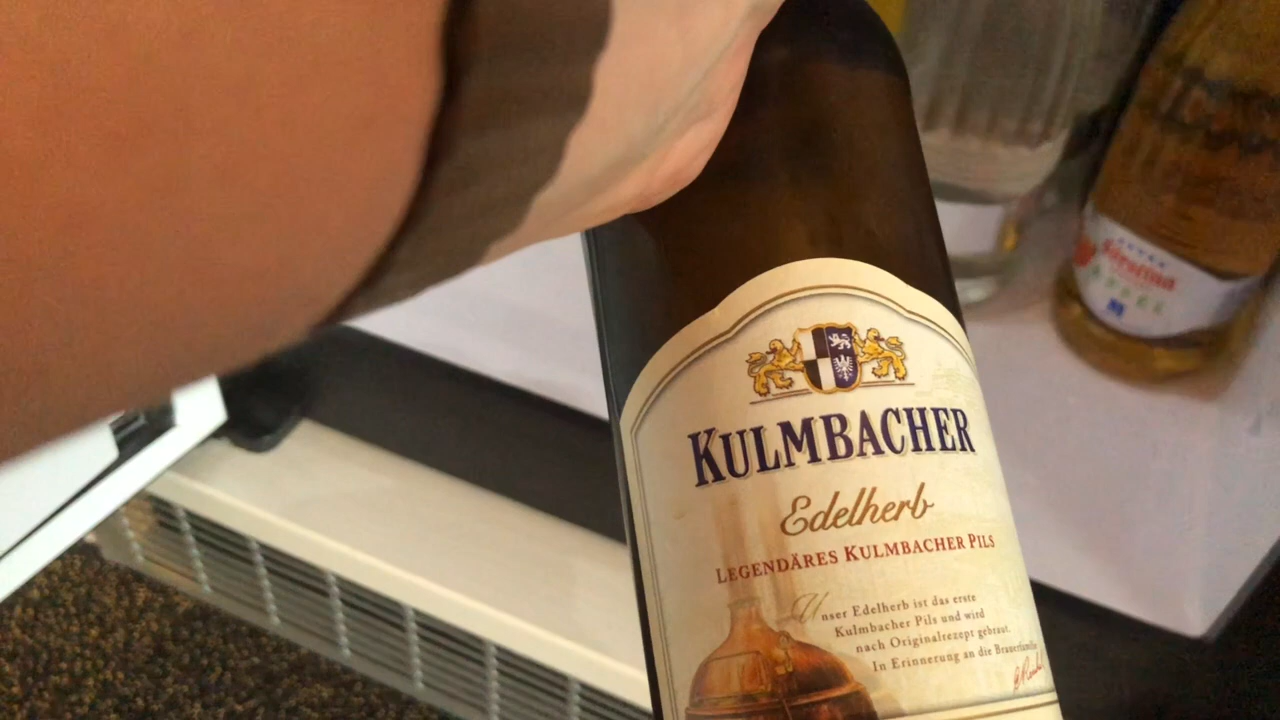 KULMBACHER
Edelherb
LEGENDÄRES KULMBACHER PILS
Unser Edelherb ist das erste
Kulmbacher Pils und wird
nach Originalrezept gebraut.
In Erinnerung an die Brauerfamilie